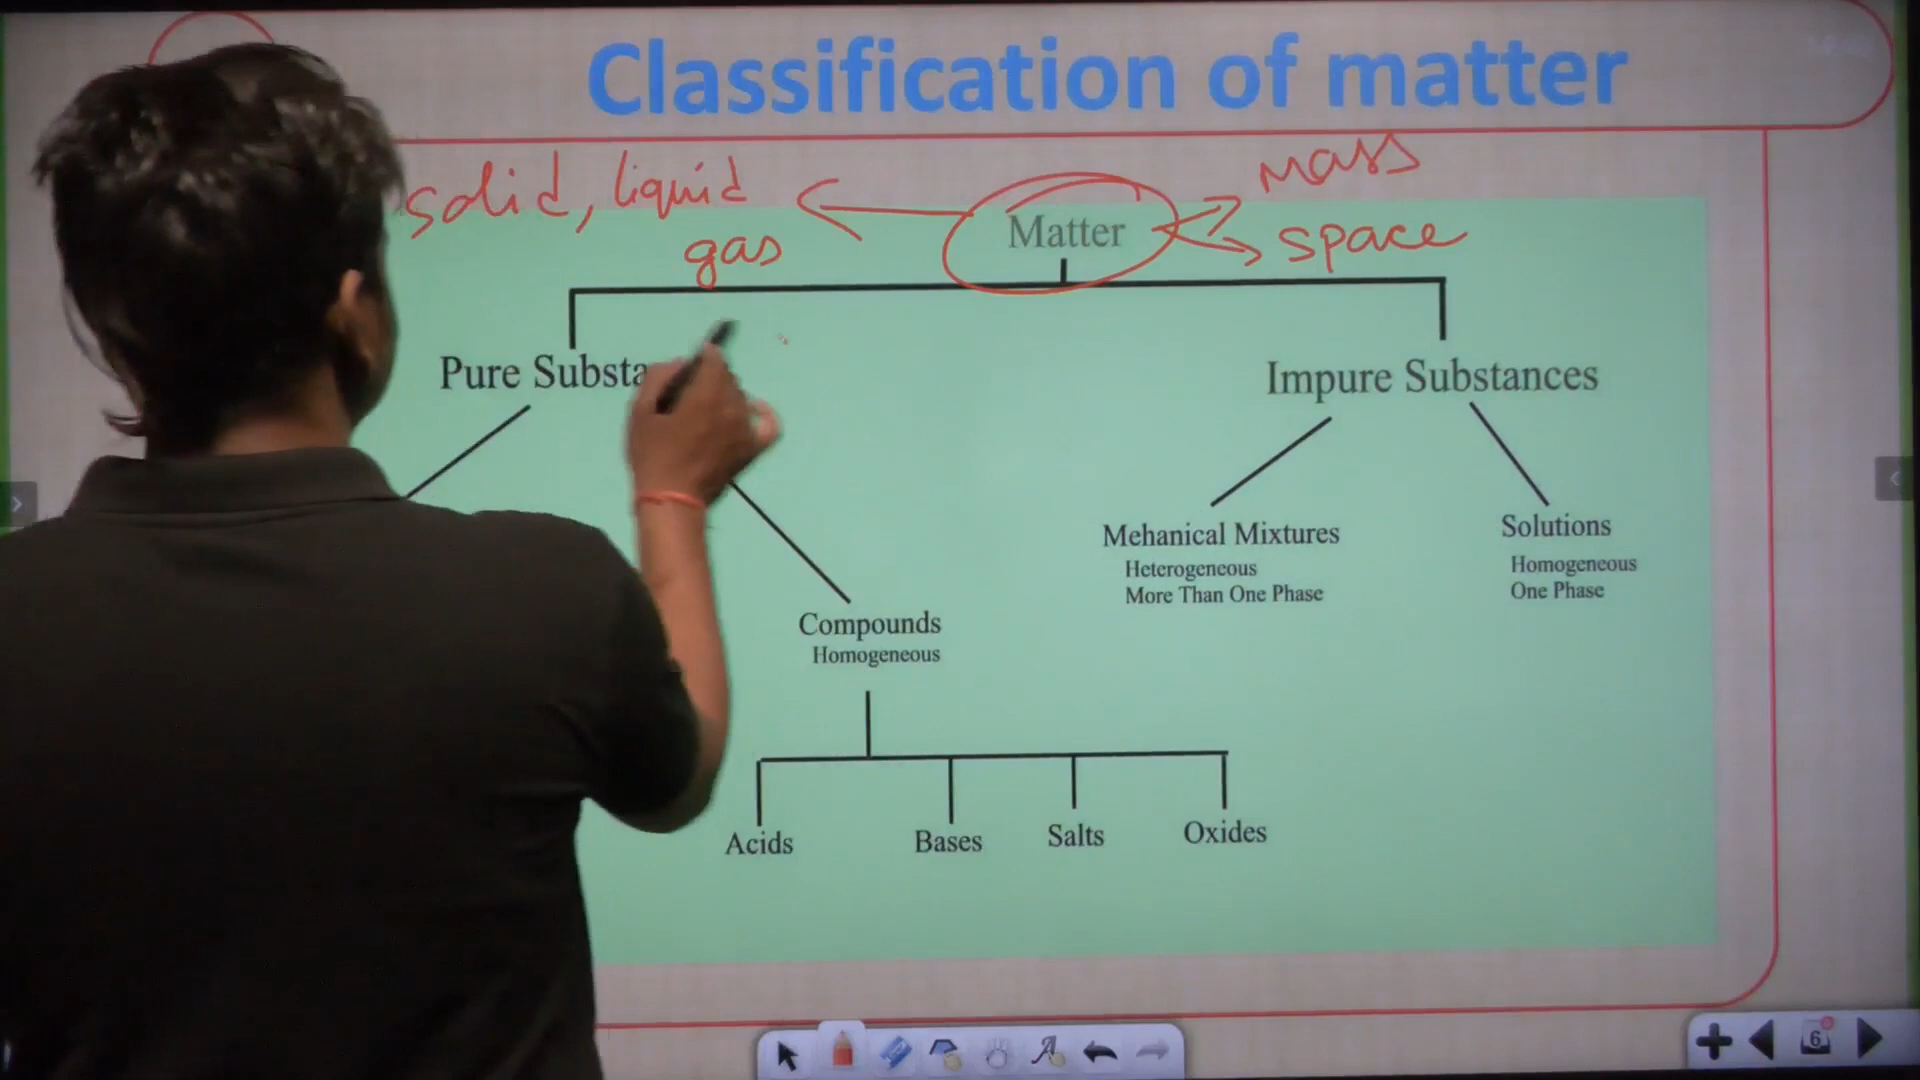 Classification of matter
solid, liquid
gas
Matter
Mass
space
Pure
Impure Substances
Mehanical Mixtures
Heterogeneous
More Than One Phase
Solutions
Homogeneous
One Phase
Compounds
Homogeneous
Acids
Bases
Salts
Oxides
6